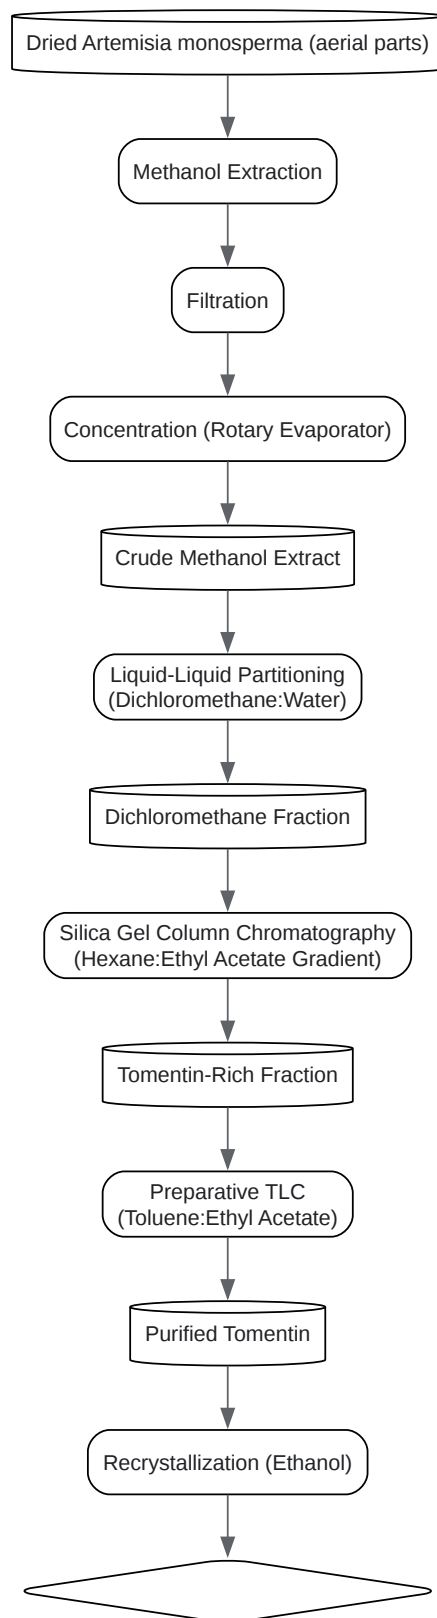 Dried Artemisia monosperma (aerial parts)
Methanol Extraction
Filtration
Concentration (Rotary Evaporator)
Crude Methanol Extract
Liquid-Liquid Partitioning
(Dichloromethane:Water)
Dichloromethane Fraction
Silica Gel Column Chromatography
(Hexane:Ethyl Acetate Gradient)
Tomentin-Rich Fraction
Preparative TLC
(Toluene:Ethyl Acetate)
Purified Tomentin
Recrystallization (Ethanol)